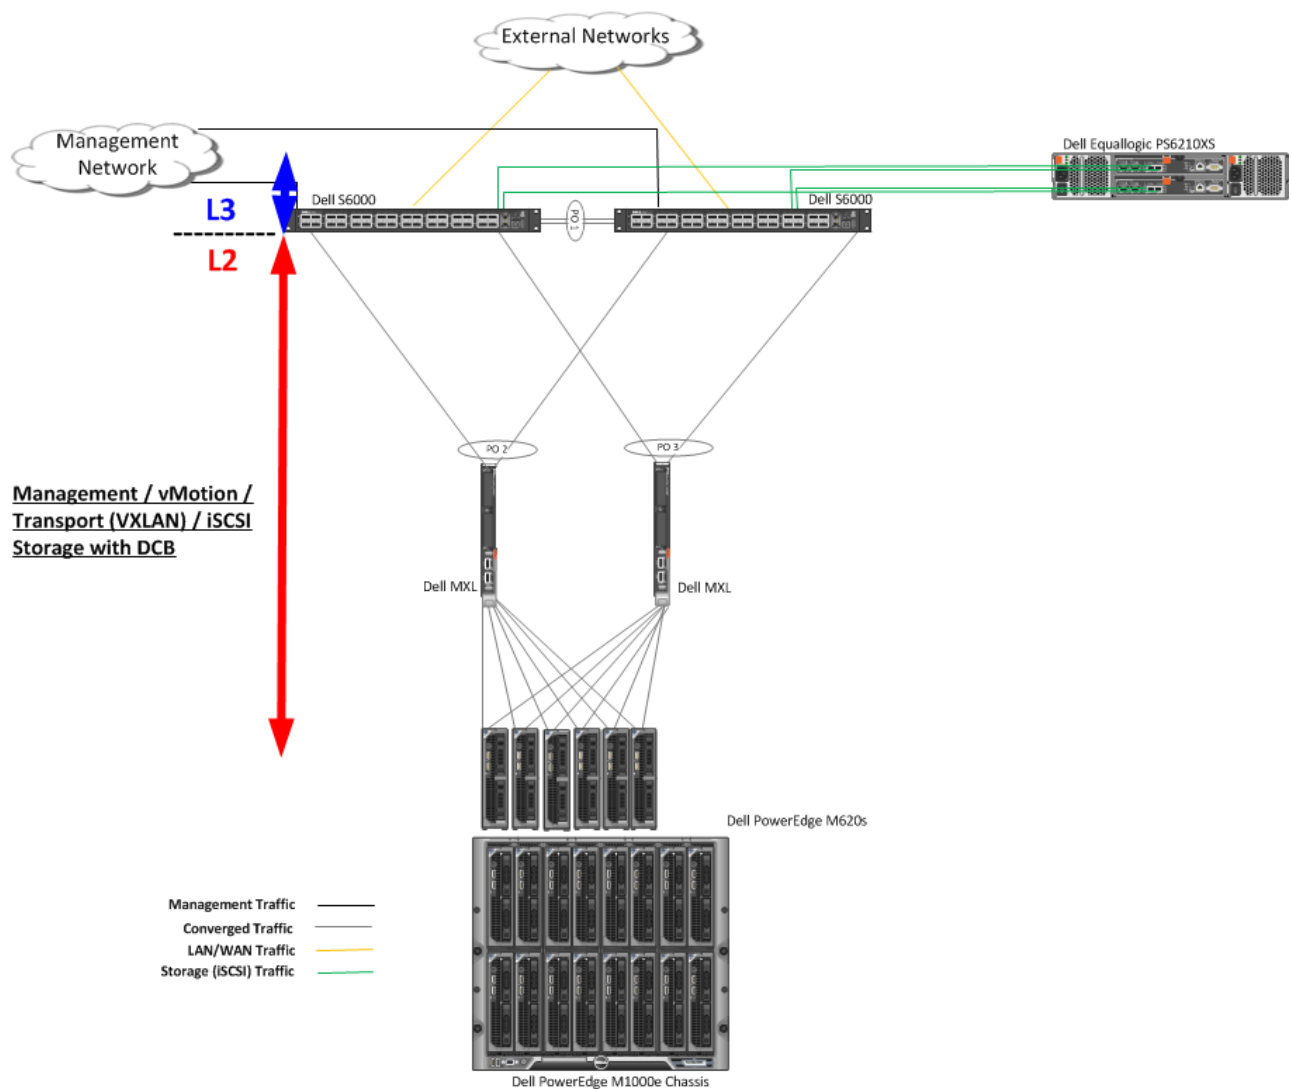 External Networks
Management
Network
Dell Equallogic PS6210XS
Dell S6000
Dell S6000
L3
L2
PO 2
PO 3
Management / vMotion /
Transport (VXLAN) / iSCSI
Storage with DCB
Dell MXL
Dell MXL
Dell PowerEdge M620s
Management Traffic
Converged Traffic
LAN/WAN Traffic
Storage (iSCSI) Traffic
Dell PowerEdge M1000e Chassis